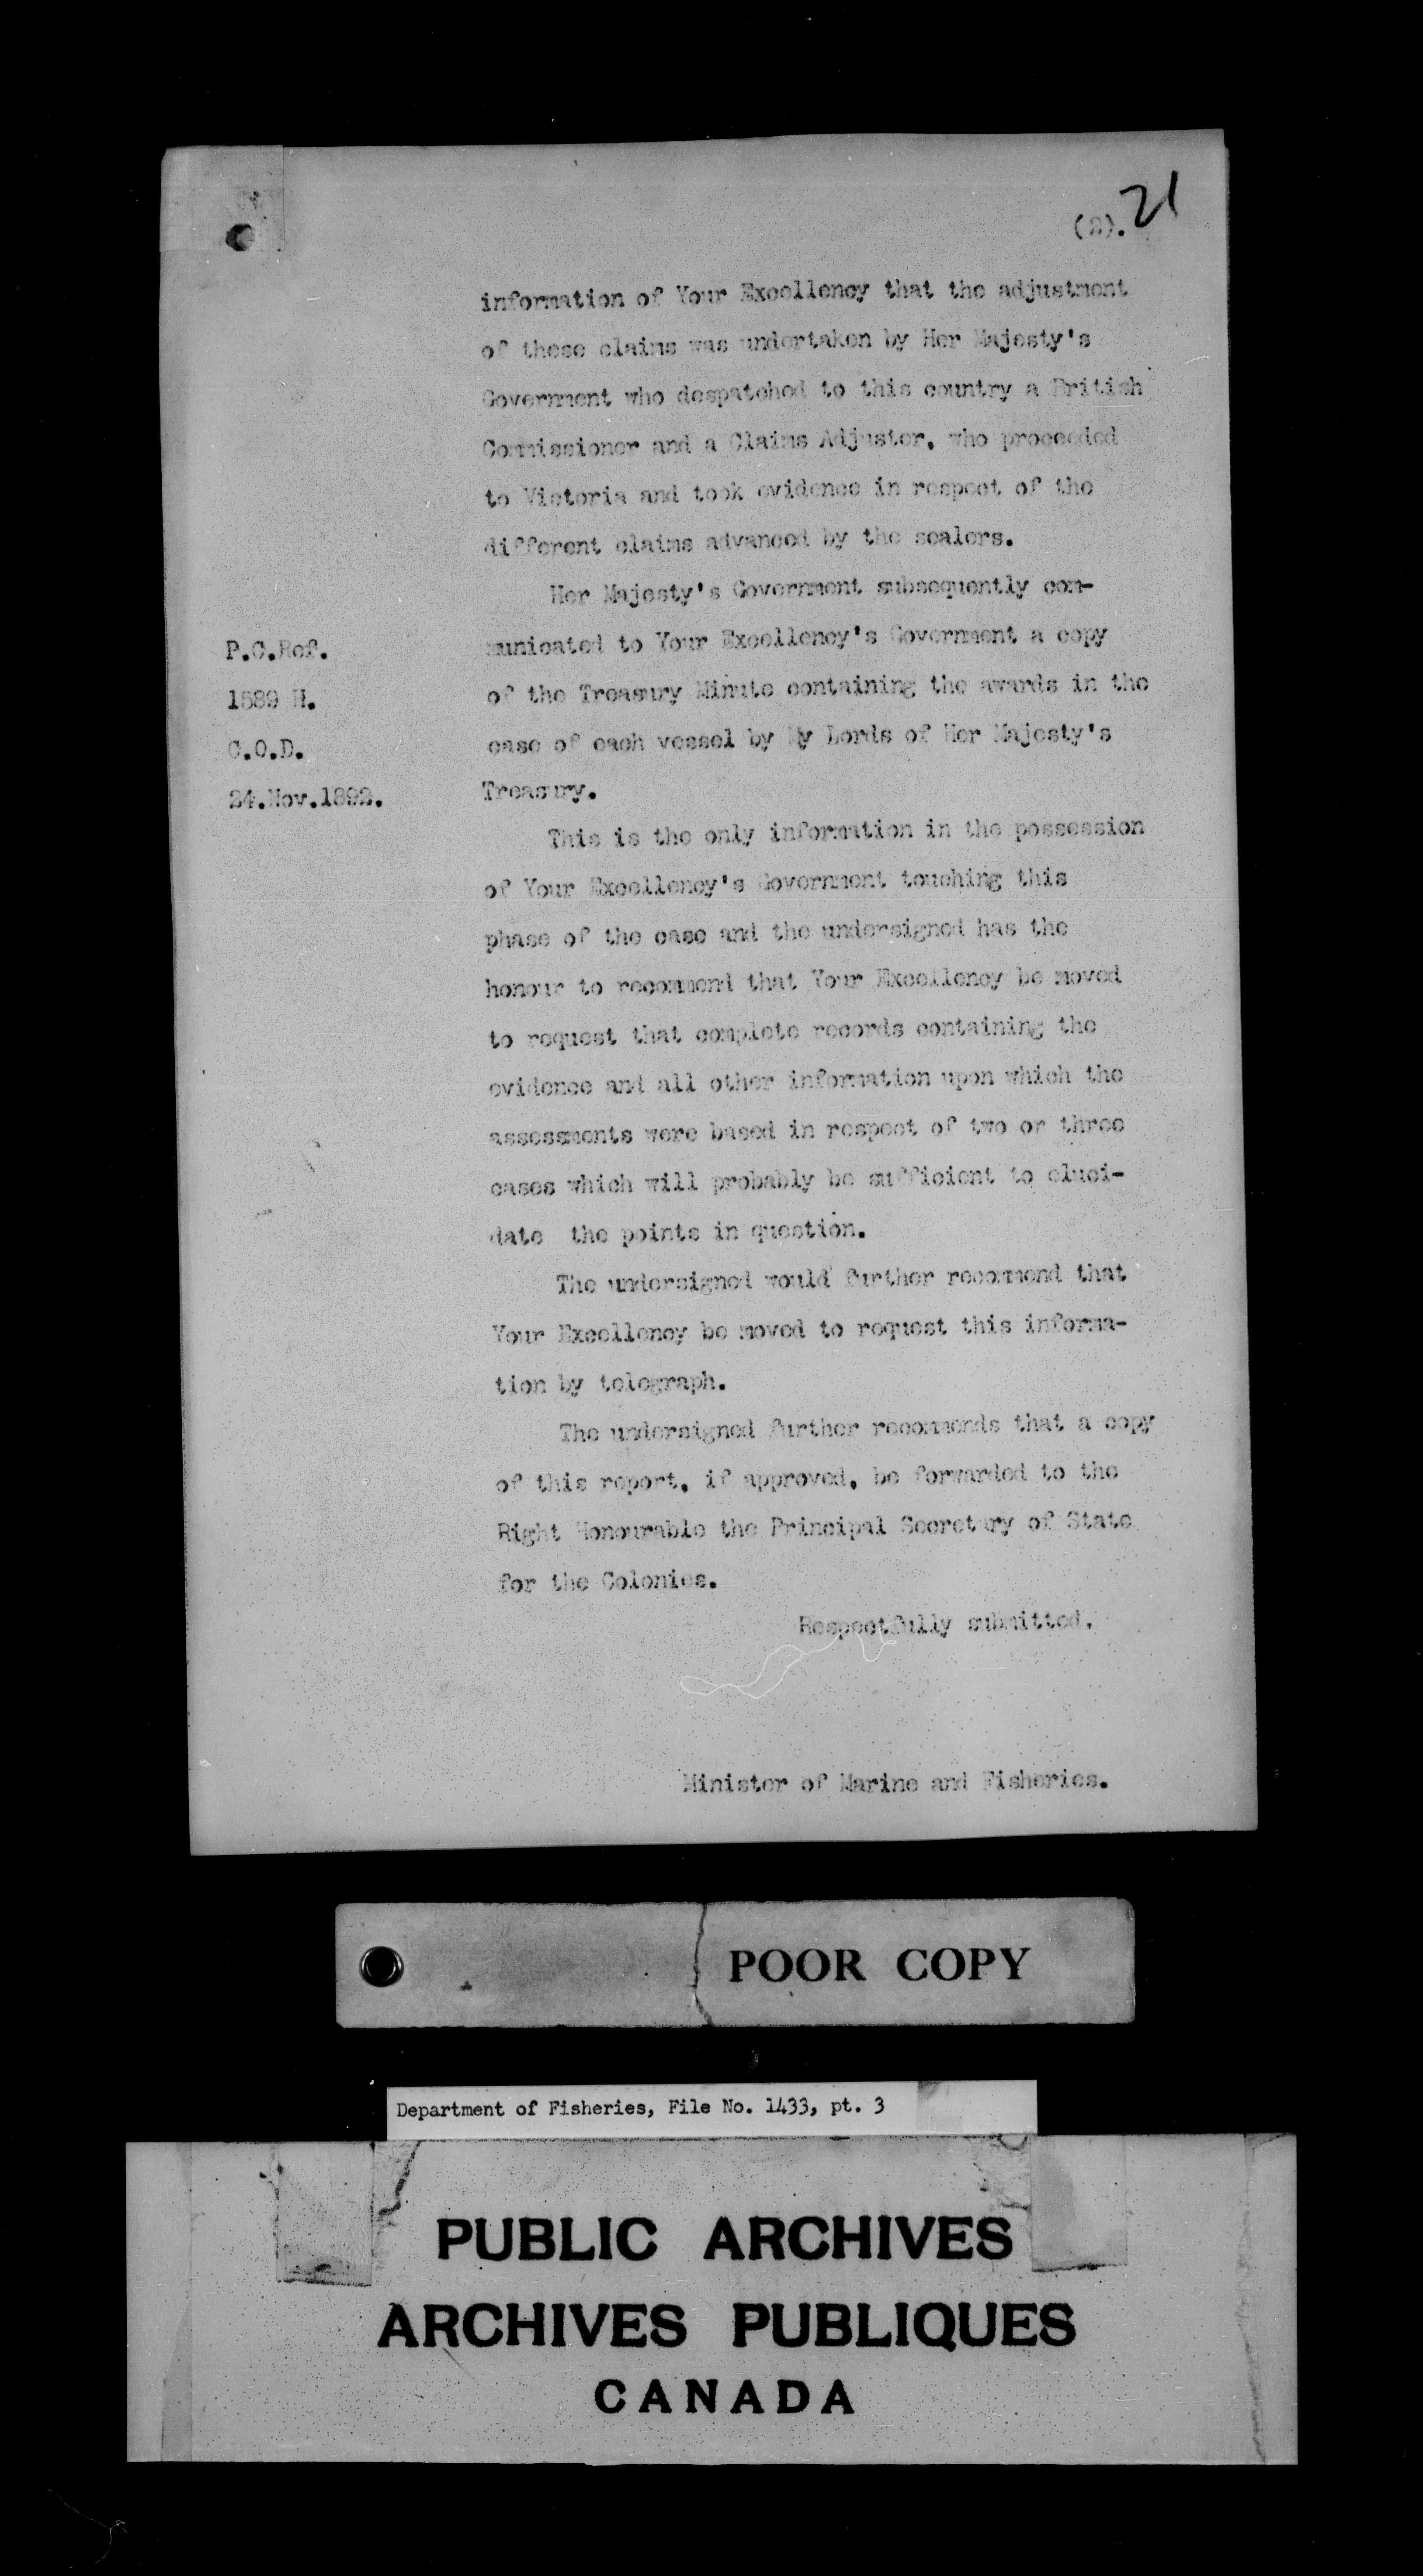 (2). 21
information of Your Excellency that the adjustment
of these claims was undertaken by Her Majesty's
Government who despatched to this country a British
Commissioner and a Claims Adjuster, who proceeded
to Victoria and took evidence in respect of the
different claims advanced by the sealers.
Her Majesty's Government subsequently com-
municated to Your Excellency's Government a copy
of the Treasury Minute containing the awards in the
case of each vessel by My Lords of Her Majesty's
Treasury.
P.C.Ref.
1589 H.
C.O.D.
24.Nov.1892.
This is the only information in the possession
of Your Excellency's Government touching this
phase of the case and the undersigned has the
honour to recommend that Your Excellency be moved
to request that complete records containing the
evidence and all other information upon which the
assessments were based in respect of two or three
cases which will probably be sufficient to eluci-
date the points in question.
The undersigned would further recommend that
Your Excellency be moved to request this informa-
tion by telegraph.
The undersigned further recommends that a copy
of this report, if approved, be forwarded to the
Right Honourable the Principal Secretary of State
for the Colonies.
Respectfully submitted,
Minister of Marine and Fisheries.
POOR COPY
Department of Fisheries, File No. 1433, pt. 3
PUBLIC ARCHIVES
ARCHIVES PUBLIQUES
CANADA